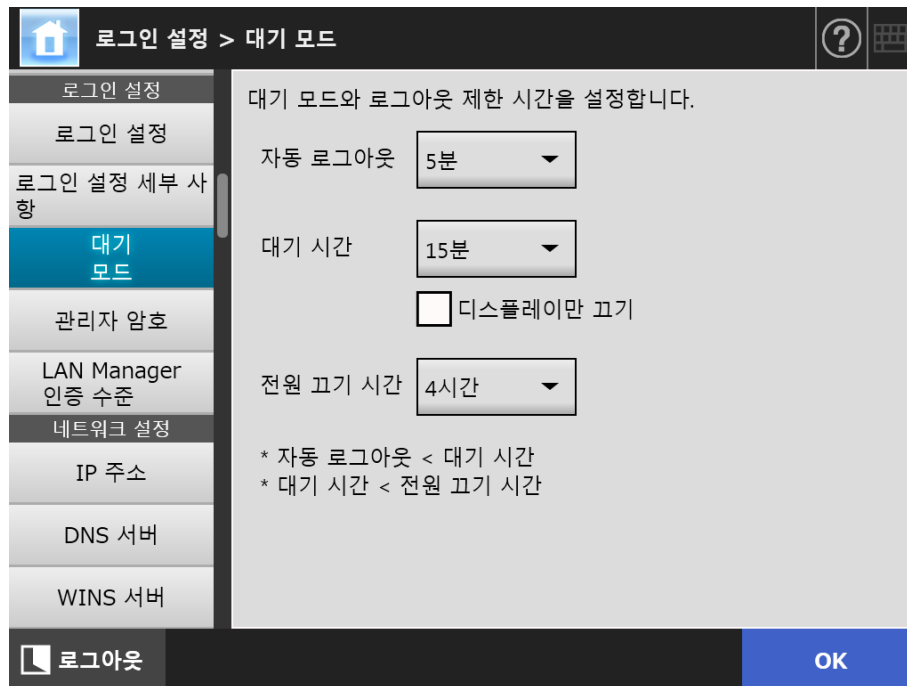 로그인 설정 > 대기 모드
?
로그인 설정
로그인 설정
로그인 설정 세부 사
항
대기
모드
관리자 암호
LAN Manager
인증 수준
네트워크 설정
IP 주소
DNS 서버
WINS 서버
대기 모드와 로그아웃 제한 시간을 설정합니다.
자동 로그아웃 5분
대기 시간 15분
디스플레이만 끄기
전원 끄기 시간 4시간
* 자동 로그아웃 < 대기 시간
* 대기 시간 < 전원 끄기 시간
로그아웃
OK